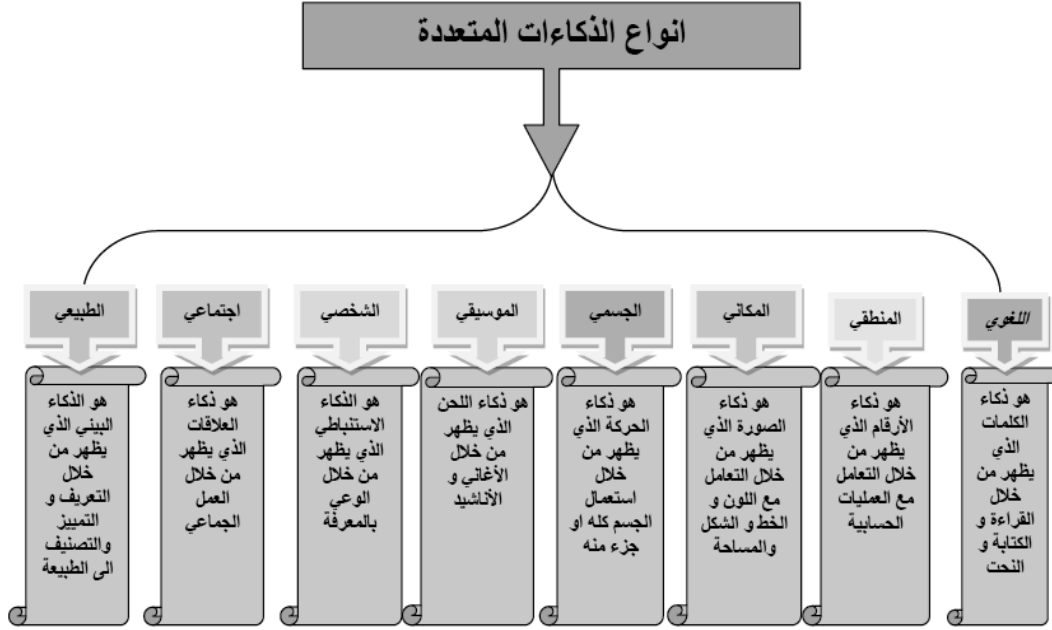 انواع الذكاءات المتعددة
اللغوي
هو ذكاء
الكلمات
الذي
يظهر من
خلال
القراءة و
الكتابة و
النحت
المنطقي
هو ذكاء
الأرقام الذي
يظهر من
خلال التعامل
مع العمليات
الحسابية
المكاني
هو ذكاء
الصورة الذي
يظهر من
خلال التعامل
مع اللون و
الخط و الشكل
والمساحة
الجسمي
هو ذكاء
الحركة الذي
يظهر من
خلال
استعمال
الجسم كله او
جزء منه
الموسيقي
هو ذكاء اللحن
الذي يظهر
من خلال
الأغاني و
الأناشيد
الشخصي
هو الذكاء
الاستنباطي
الذي يظهر
من خلال
الوعي
بالمعرفة
اجتماعي
هو ذكاء
العلاقات
الذي يظهر
من خلال
العمل
الجماعي
الطبيعي
هو الذكاء
البيئي الذي
يظهر من
خلال
التعريف و
التمييز
والتصنيف
الى الطبيعة